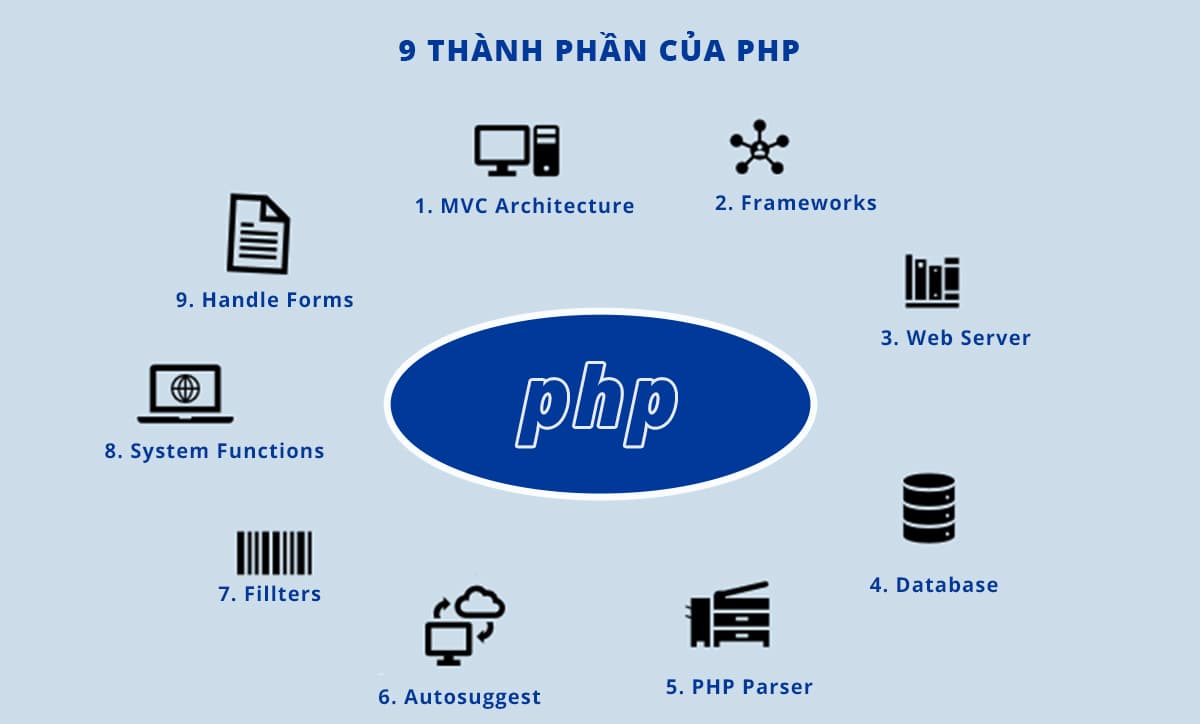 9 THÀNH PHẦN CỦA PHP
1. MVC Architecture
2. Frameworks
3. Web Server
4. Database
5. PHP Parser
6. Autosuggest
7. Fillters
8. System Functions
9. Handle Forms
php